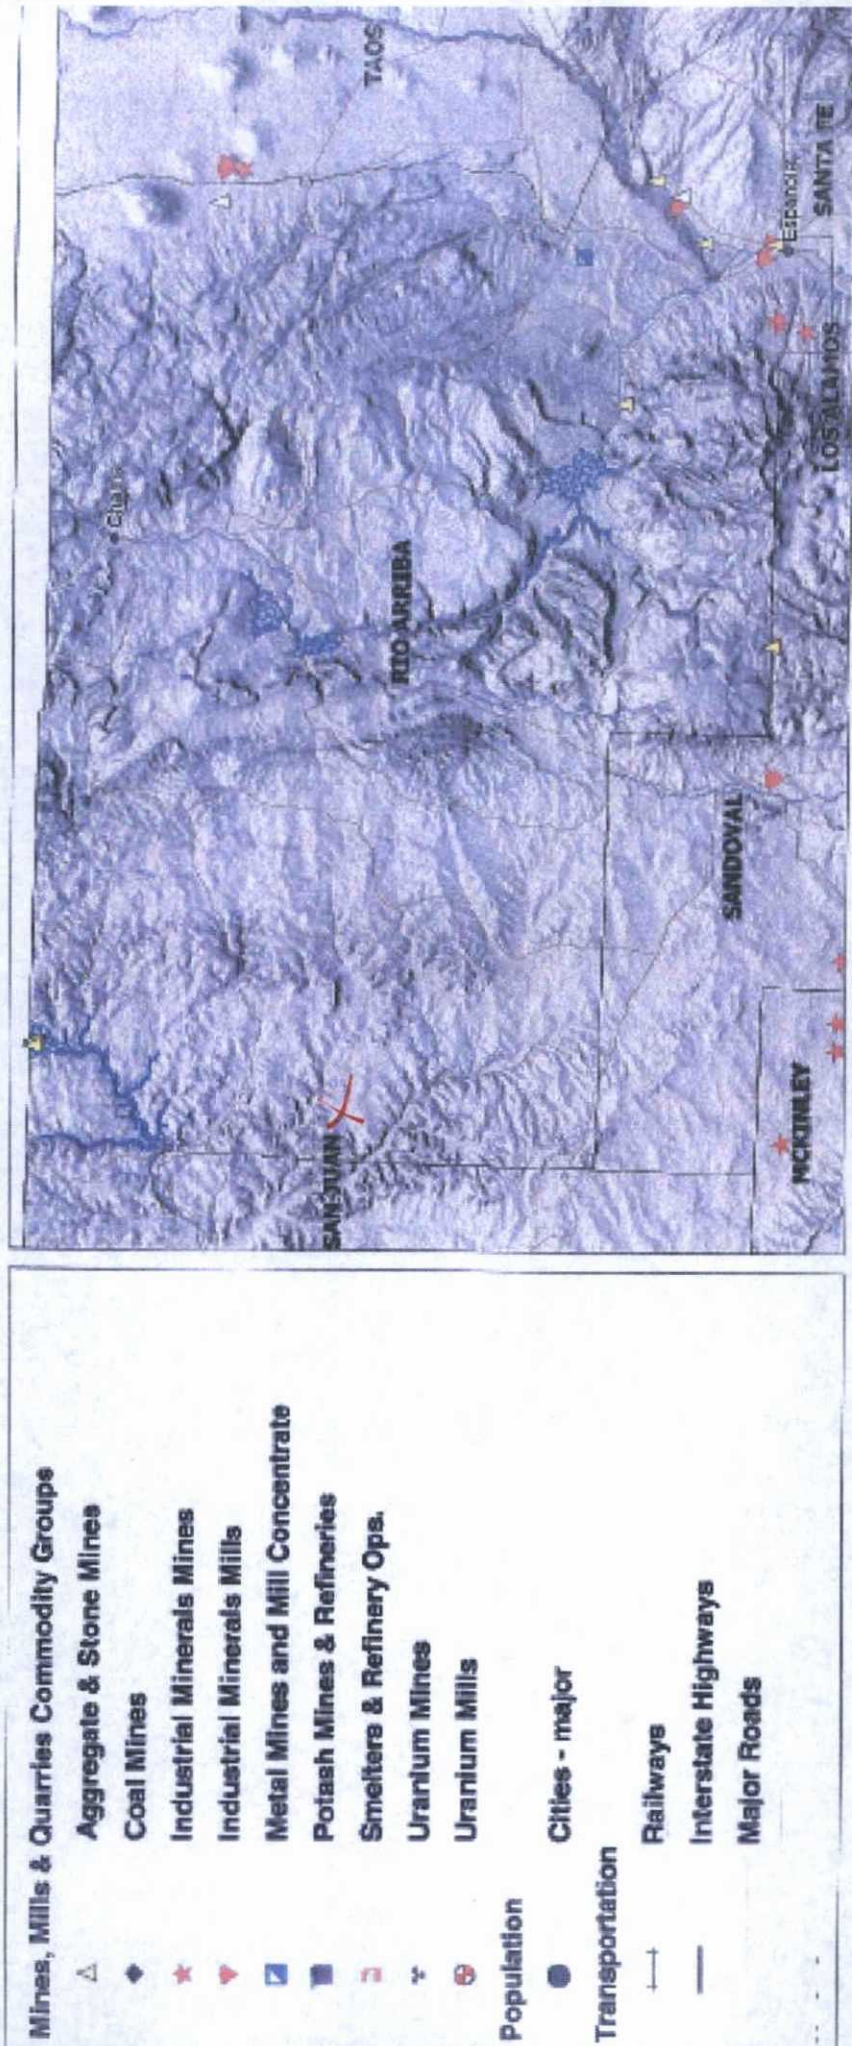 Mines, Mills & Quarries Commodity Groups
Aggregate & Stone Mines
Coal Mines
Industrial Minerals Mines
Industrial Minerals Mills
Metal Mines and Mill Concentrate
Potash Mines & Refineries
Smelters & Refinery Ops.
Uranium Mines
Uranium Mills
Population
Cities - major
Transportation
Railways
Interstate Highways
Major Roads
SAN JUAN
RIO ARRIBA
TAOS
MCKINLEY
SANDOVAL
LOS ALAMOS
SANTA FE